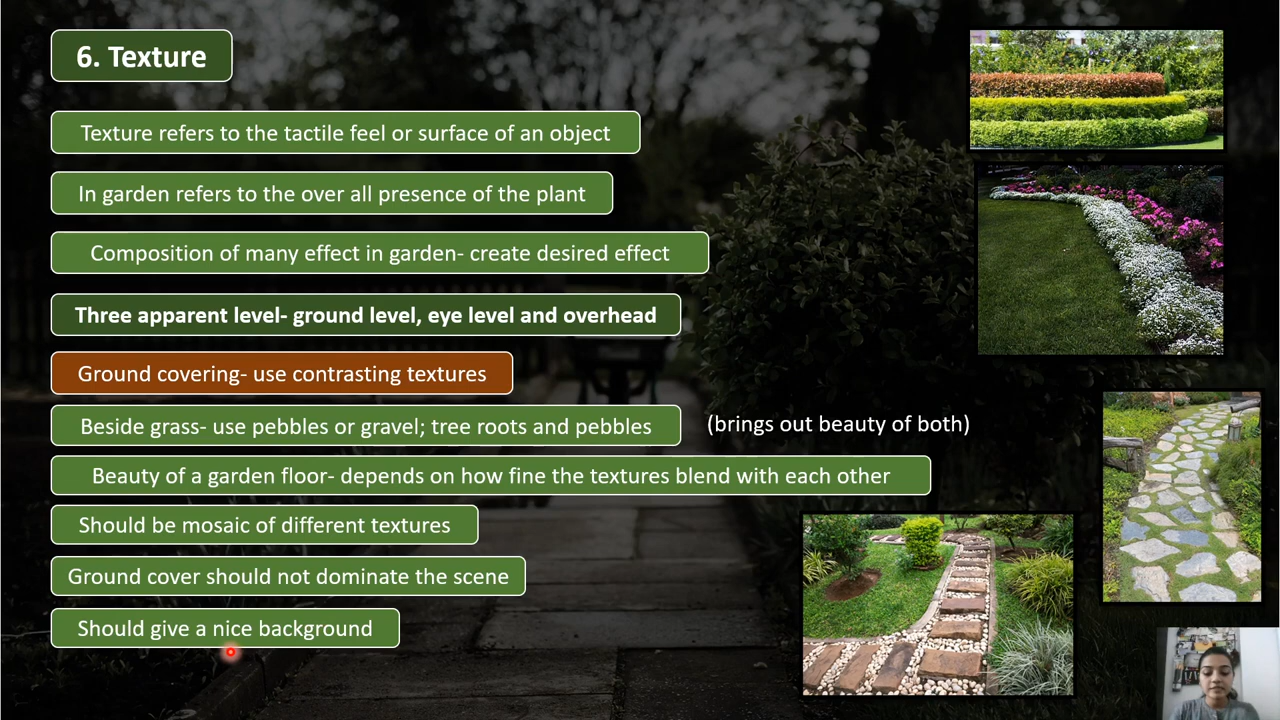 6. Texture
Texture refers to the tactile feel or surface of an object
In garden refers to the over all presence of the plant
Composition of many effect in garden- create desired effect
Three apparent level- ground level, eye level and overhead
Ground covering- use contrasting textures
Beside grass- use pebbles or gravel; tree roots and pebbles
(brings out beauty of both)
Beauty of a garden floor- depends on how fine the textures blend with each other
Should be mosaic of different textures
Ground cover should not dominate the scene
Should give a nice background